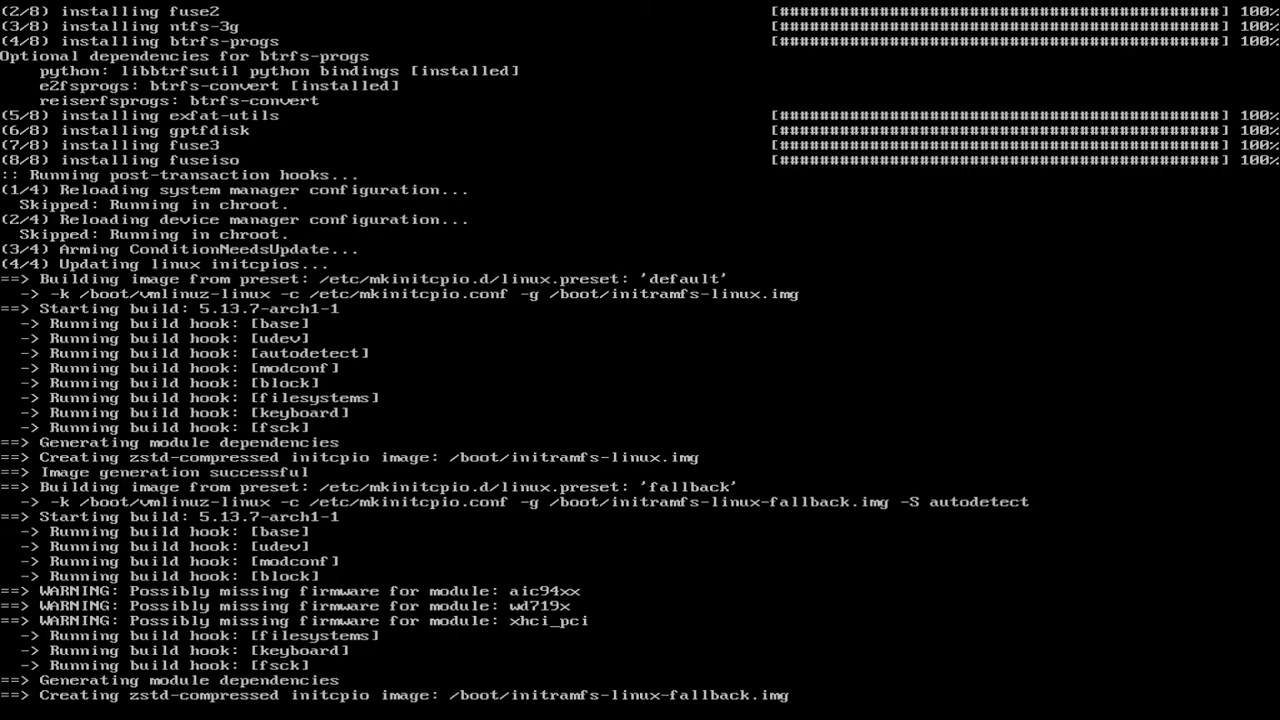 (2/8) installing fuse2 [######################################] 100%
(3/8) installing ntfs-3g [######################################] 100%
(4/8) installing btrfs-progs [######################################] 100%
Optional dependencies for btrfs-progs
    python: libbtrfsutil python bindings [installed]
    e2fsprogs: btrfs-convert [installed]
    reiserfsprogs: btrfs-convert
(5/8) installing exfat-utils [######################################] 100%
(6/8) installing gptfdisk [######################################] 100%
(7/8) installing fuse3 [######################################] 100%
(8/8) installing fuseiso [######################################] 100%
:: Running post-transaction hooks...
(1/4) Reloading system manager configuration...
  Skipped: Running in chroot.
(2/4) Reloading device manager configuration...
  Skipped: Running in chroot.
(3/4) Arming ConditionNeedsUpdate...
(4/4) Updating linux initcpios...
==> Building image from preset: /etc/mkinitcpio.d/linux.preset: 'default'
  -> -k /boot/vmlinuz-linux -c /etc/mkinitcpio.conf -g /boot/initramfs-linux.img
==> Starting build: 5.13.7-arch1-1
  -> Running build hook: [base]
  -> Running build hook: [udev]
  -> Running build hook: [autodetect]
  -> Running build hook: [modconf]
  -> Running build hook: [block]
  -> Running build hook: [filesystems]
  -> Running build hook: [keyboard]
  -> Running build hook: [fsck]
==> Generating module dependencies
==> Creating zstd-compressed initcpio image: /boot/initramfs-linux.img
==> Image generation successful
==> Building image from preset: /etc/mkinitcpio.d/linux.preset: 'fallback'
  -> -k /boot/vmlinuz-linux -c /etc/mkinitcpio.conf -g /boot/initramfs-linux-fallback.img -S autodetect
==> Starting build: 5.13.7-arch1-1
  -> Running build hook: [base]
  -> Running build hook: [udev]
  -> Running build hook: [modconf]
  -> Running build hook: [block]
==> WARNING: Possibly missing firmware for module: aic94xx
==> WARNING: Possibly missing firmware for module: wd719x
==> WARNING: Possibly missing firmware for module: xhci_pci
  -> Running build hook: [filesystems]
  -> Running build hook: [keyboard]
  -> Running build hook: [fsck]
==> Generating module dependencies
==> Creating zstd-compressed initcpio image: /boot/initramfs-linux-fallback.img